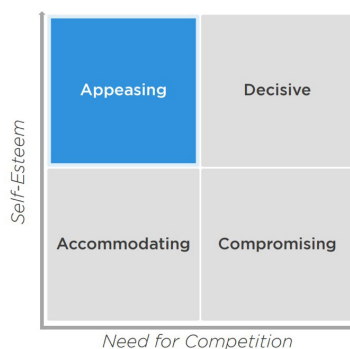 Appeasing
Decisive
Self-Esteem
Accommodating
Compromising
Need for Competition